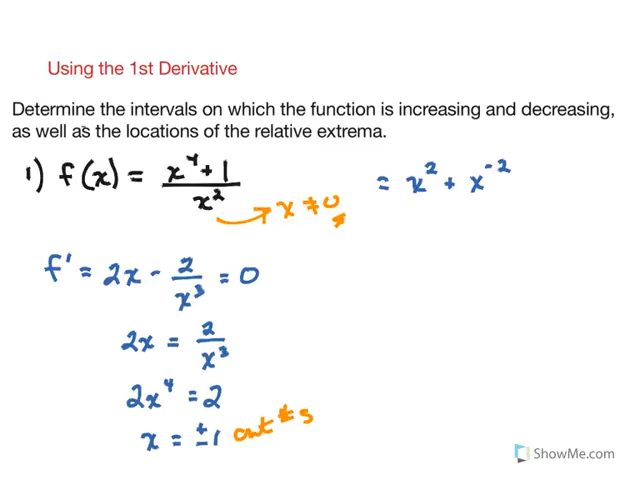 Using the 1st Derivative
Determine the intervals on which the function is increasing and decreasing,
as well as the locations of the relative extrema.
1) f(x) = (x⁴ + 1)/x² = x² + x⁻²
x ≠ 0
f' = 2x - 2/x³ = 0
2x = 2/x³
2x⁴ = 2
x = ±1 crit #s
ShowMe.com